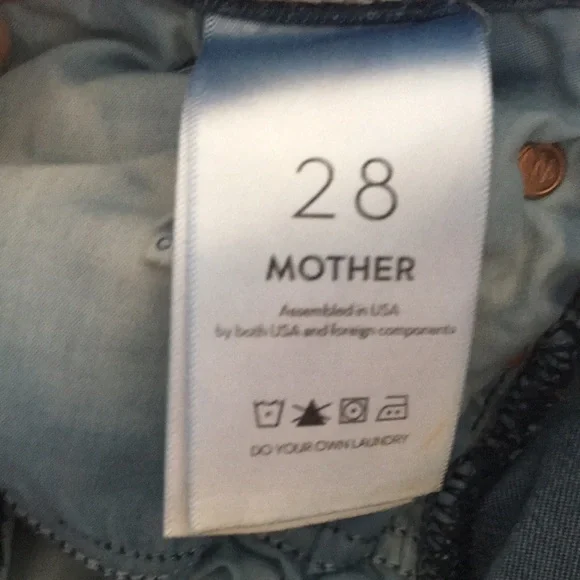 28
MOTHER
Assembled in USA
by both USA and foreign components
DO YOUR OWN LAUNDRY
M